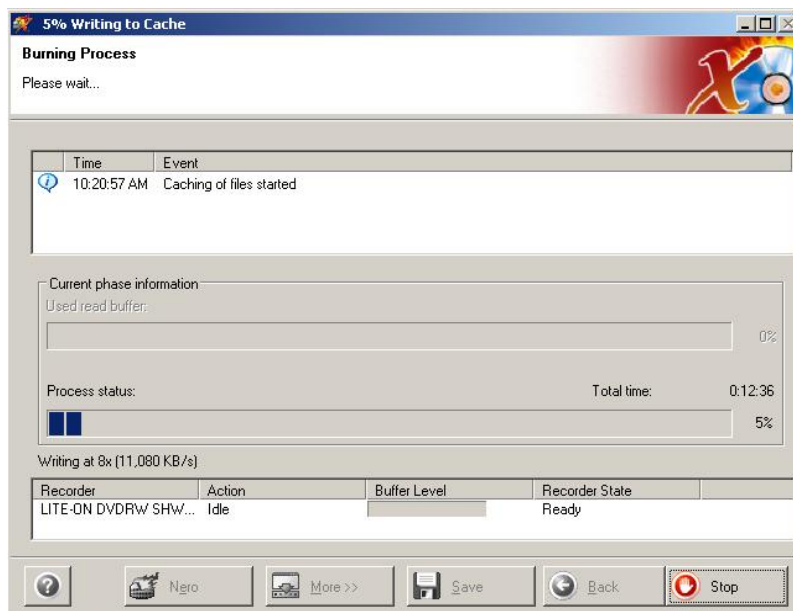 5% Writing to Cache
Burning Process
Please wait...
Time Event
10:20:57 AM Caching of files started
Current phase information
Used read buffer:
0%
Process status: Total time: 0:12:36
5%
Writing at 8x (11,080 KB/s)
Recorder Action Buffer Level Recorder State
LITE-ON DVDRW SHW... Idle Ready
Nero More >> Save Back Stop